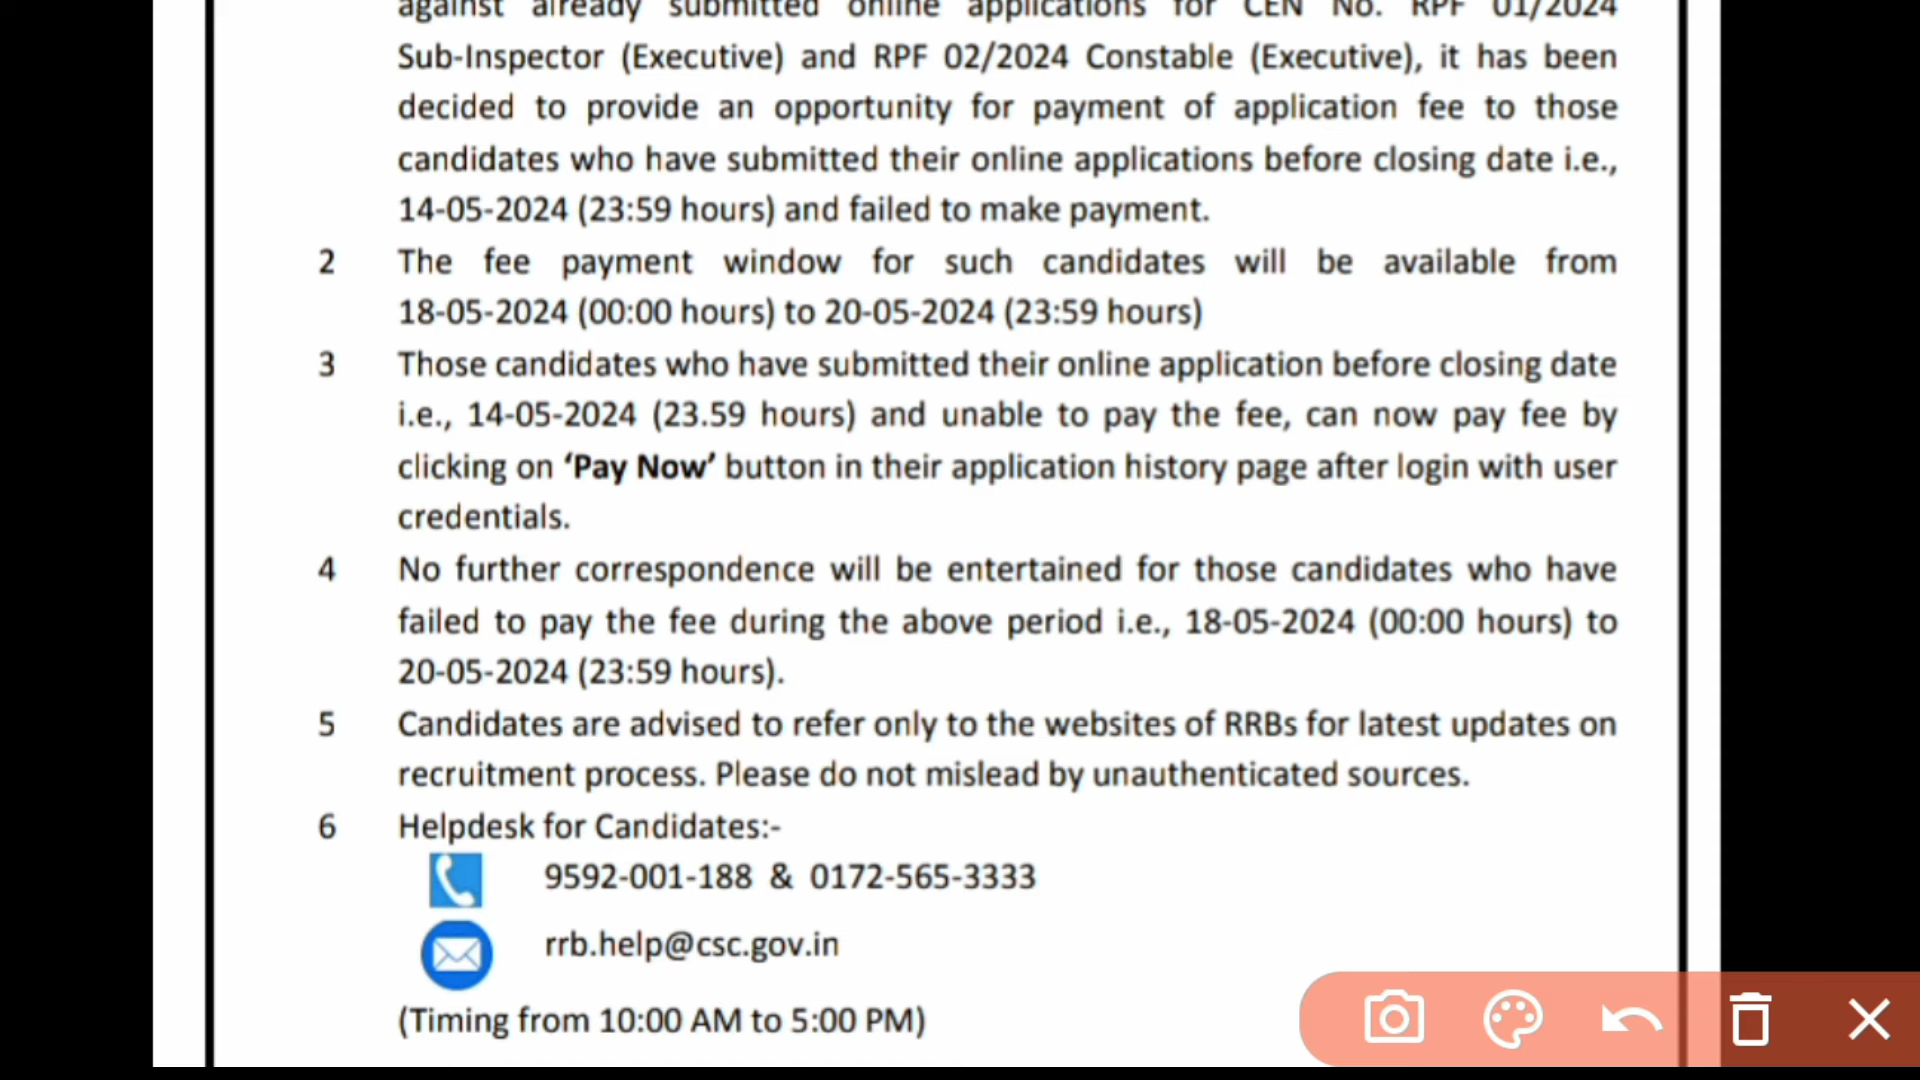 against already submitted online applications for CEN No. RPF 01/2024
Sub-Inspector (Executive) and RPF 02/2024 Constable (Executive), it has been
decided to provide an opportunity for payment of application fee to those
candidates who have submitted their online applications before closing date i.e.,
14-05-2024 (23:59 hours) and failed to make payment.
2 The fee payment window for such candidates will be available from
18-05-2024 (00:00 hours) to 20-05-2024 (23:59 hours)
3 Those candidates who have submitted their online application before closing date
i.e., 14-05-2024 (23.59 hours) and unable to pay the fee, can now pay fee by
clicking on ‘Pay Now’ button in their application history page after login with user
credentials.
4 No further correspondence will be entertained for those candidates who have
failed to pay the fee during the above period i.e., 18-05-2024 (00:00 hours) to
20-05-2024 (23:59 hours).
5 Candidates are advised to refer only to the websites of RRBs for latest updates on
recruitment process. Please do not mislead by unauthenticated sources.
6 Helpdesk for Candidates:-
9592-001-188 & 0172-565-3333
rrb.help@csc.gov.in
(Timing from 10:00 AM to 5:00 PM)